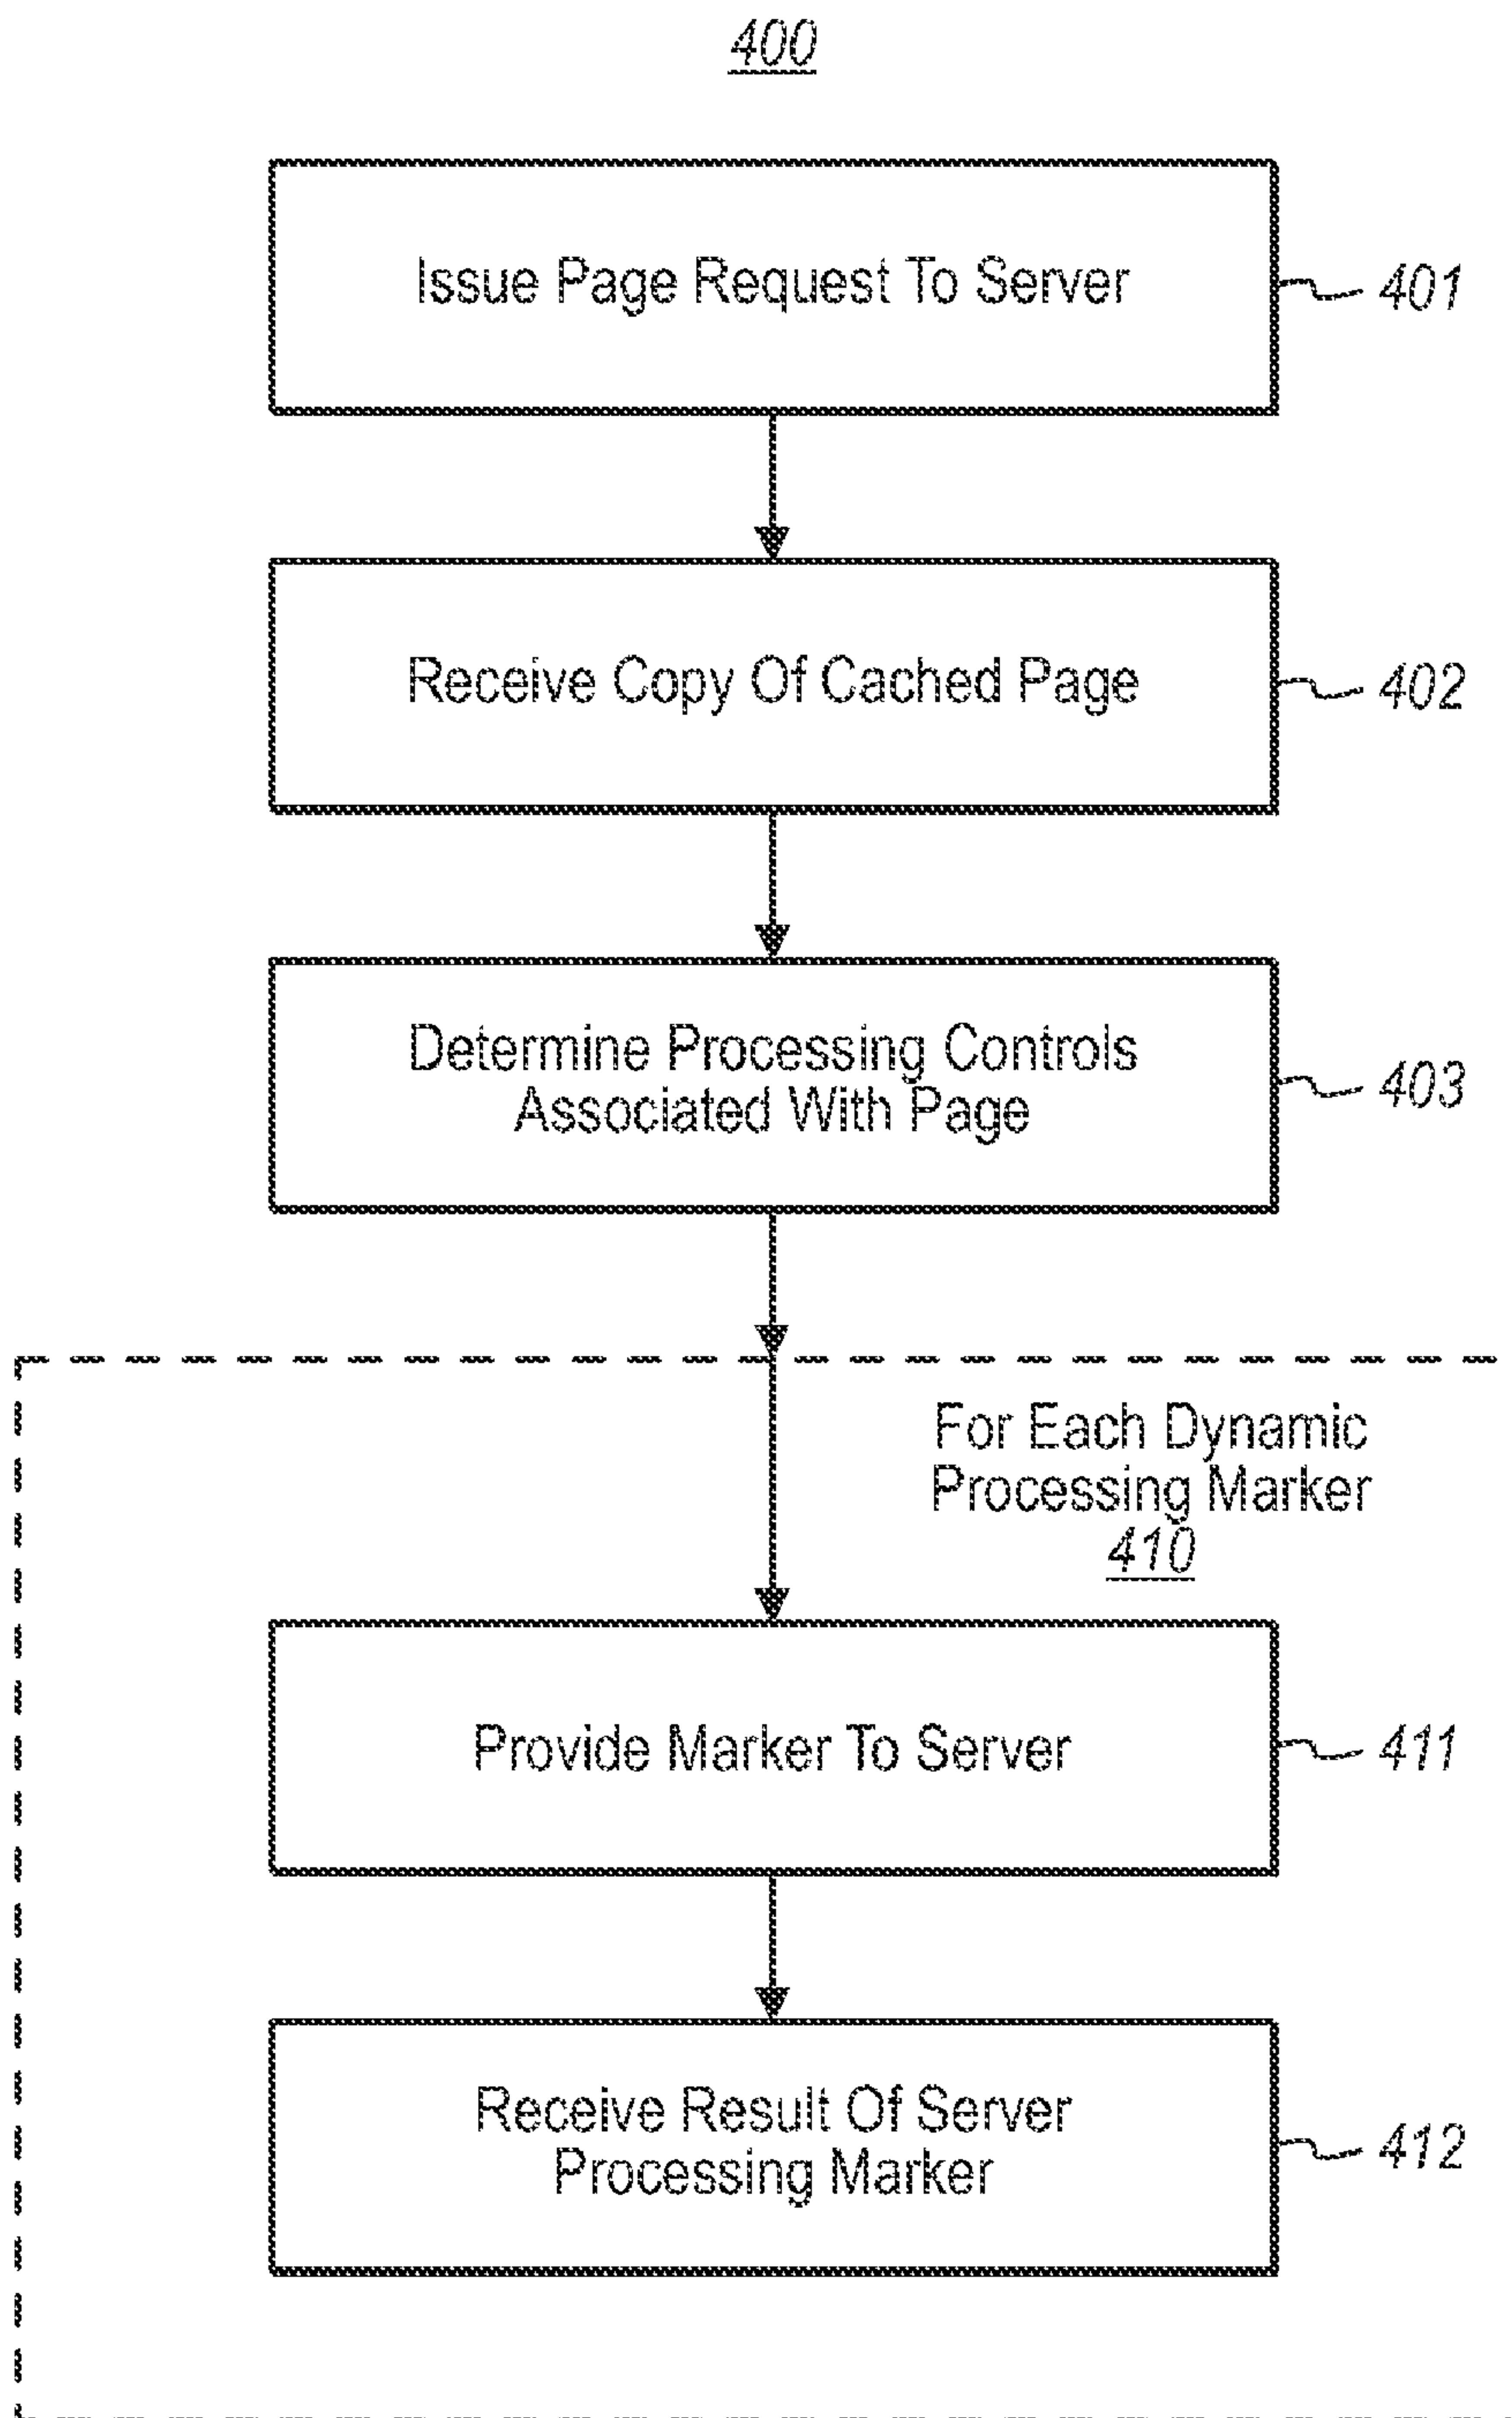 400
Issue Page Request To Server
401
Receive Copy Of Cached Page
402
Determine Processing Controls
Associated With Page
403
For Each Dynamic
Processing Marker
410
Provide Marker To Server
411
Receive Result Of Server
Processing Marker
412